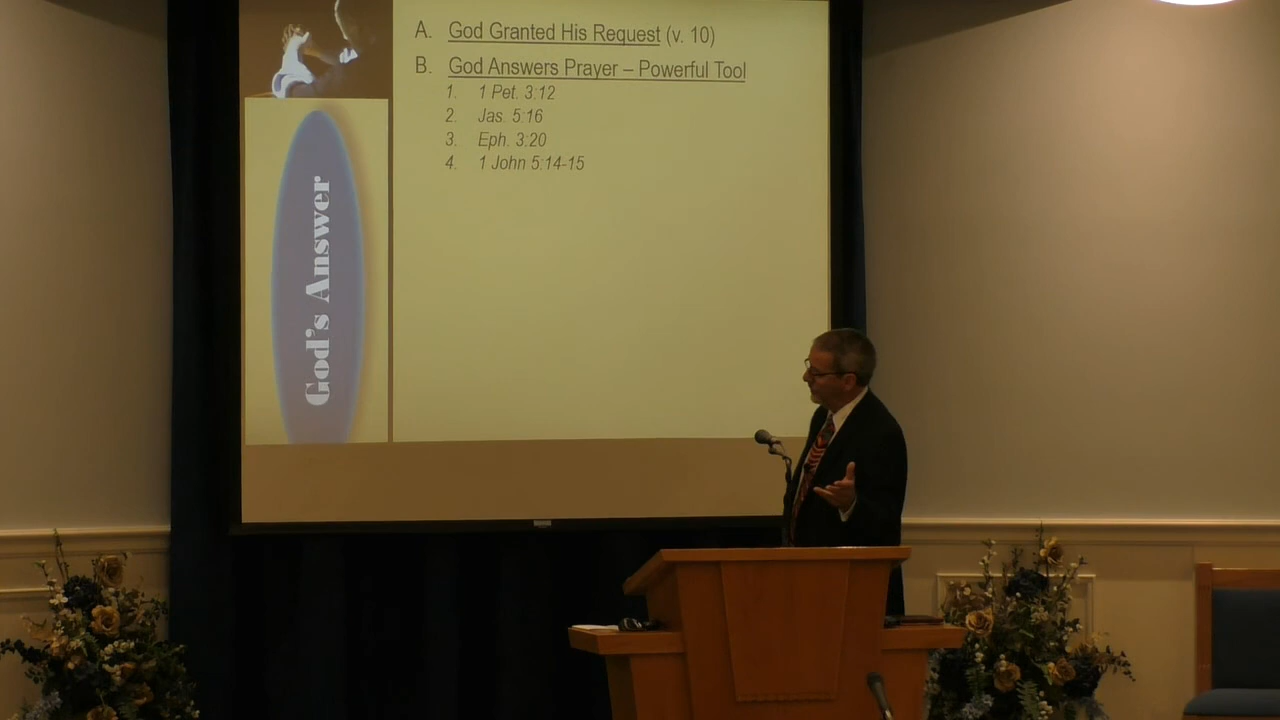 A. God Granted His Request (v. 10)
B. God Answers Prayer – Powerful Tool
1. 1 Pet. 3:12
2. Jas. 5:16
3. Eph. 3:20
4. 1 John 5:14-15
God's Answer